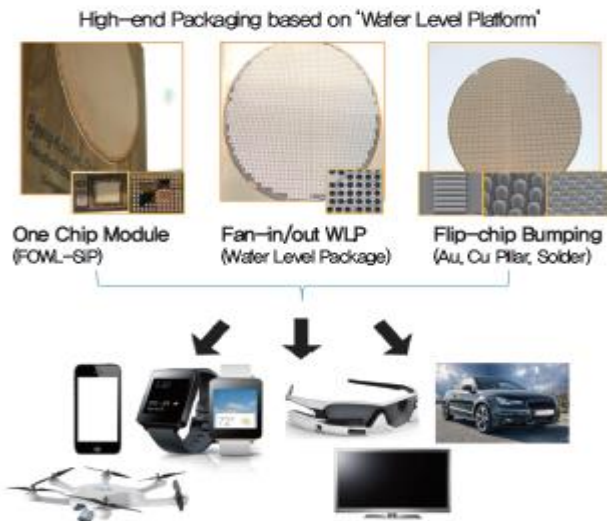 High-end Packaging based on 'Wafer Level Platform'
One Chip Module
(FOWL-SiP)
Fan-in/out WLP
(Wafer Level Package)
Flip-chip Bumping
(Au, Cu Pillar, Solder)
72°